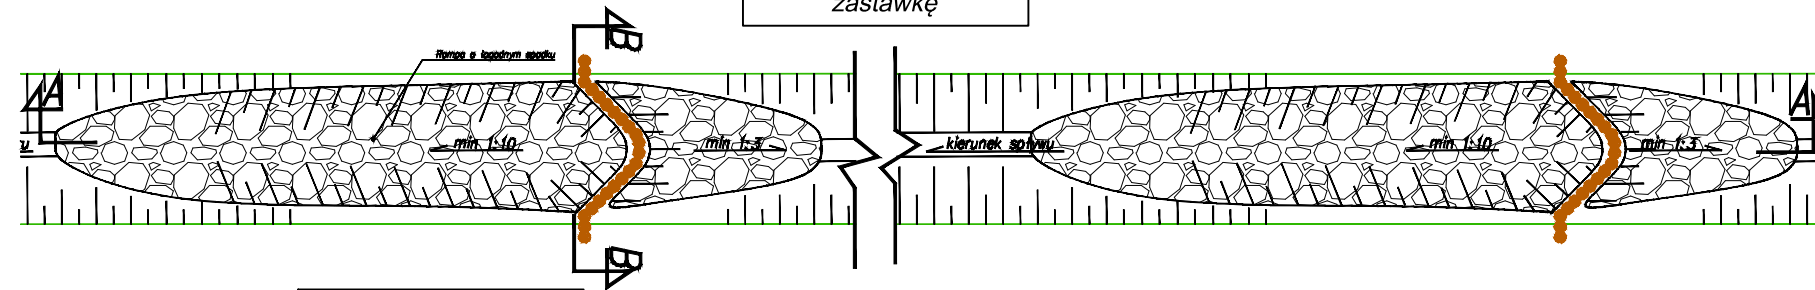 zastawkę
B
Rampa o łagodnym spadku
A
min 1:10
min 1:3
kierunek spływu
min 1:10
min 1:3
A
u
B